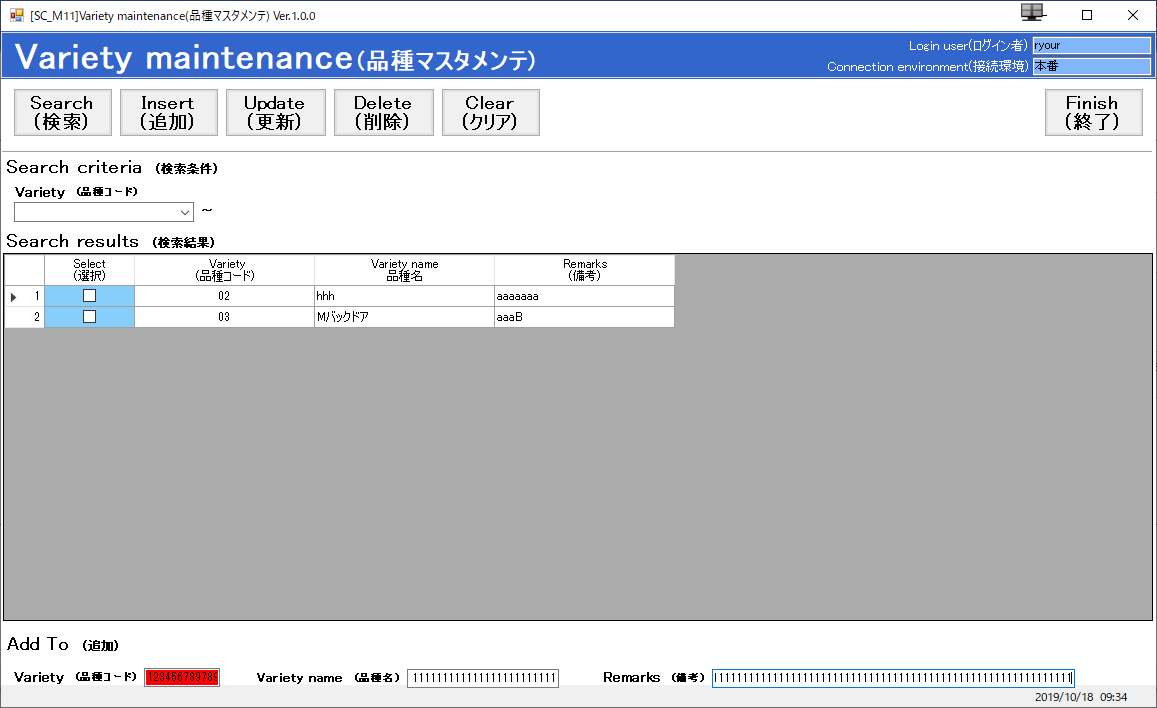 [SC_M11]Variety maintenance(品種マスタメンテ) Ver.1.0.0
Variety maintenance(品種マスタメンテ)
Login user(ログイン者) ryour
Connection environment(接続環境) 本番
Search Insert Update Delete Clear Finish
(検索) (追加) (更新) (削除) (クリア) (終了)
Search criteria (検索条件)
Variety (品種コード)
~
Search results (検索結果)
Select Variety Variety name Remarks
(選択) (品種コード) 品種名 (備考)
1 02 hhh aaaaaaa
2 03 Mバックドア aaaB
Add To (追加)
Variety (品種コード) 123456789789 Variety name (品種名) Remarks (備考)
2019/10/18 09:34